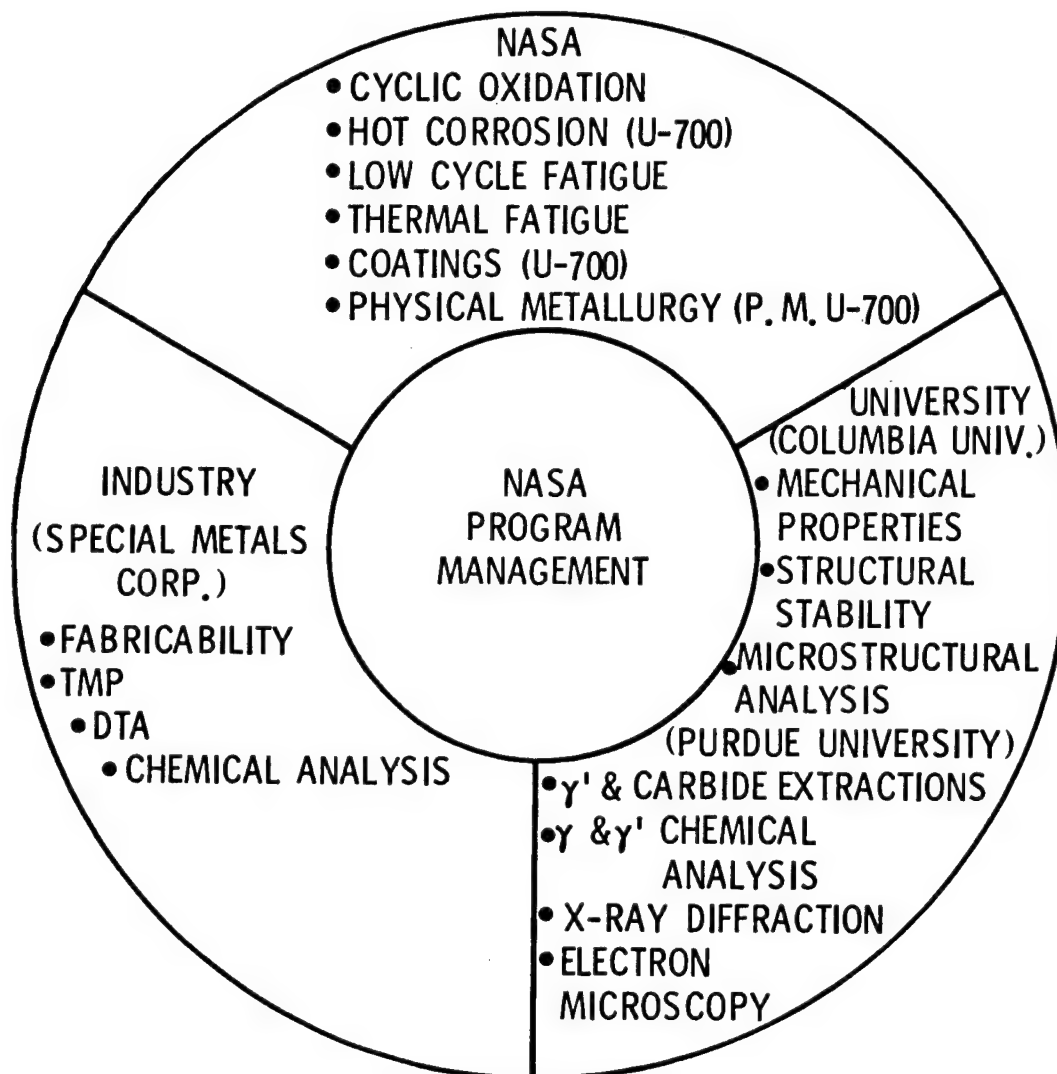 NASA
• CYCLIC OXIDATION
• HOT CORROSION (U-700)
• LOW CYCLE FATIGUE
• THERMAL FATIGUE
• COATINGS (U-700)
• PHYSICAL METALLURGY (P. M. U-700)
NASA
PROGRAM
MANAGEMENT
UNIVERSITY
(COLUMBIA UNIV.)
• MECHANICAL
PROPERTIES
• STRUCTURAL
STABILITY
• MICROSTRUCTURAL
ANALYSIS
(PURDUE UNIVERSITY)
• γ' & CARBIDE EXTRACTIONS
• γ & γ' CHEMICAL
ANALYSIS
• X-RAY DIFFRACTION
• ELECTRON
MICROSCOPY
INDUSTRY
(SPECIAL METALS
CORP.)
• FABRICABILITY
• TMP
• DTA
• CHEMICAL ANALYSIS